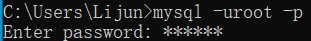 C:\Users\Lijun>mysql -uroot -p
Enter password: ******